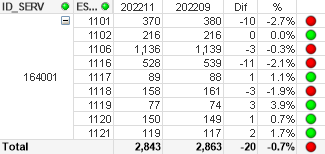 ID_SERV ES... 202211 202209 Dif %
164001 1101 370 380 -10 -2.7%
1102 216 216 0 0.0%
1106 1,136 1,139 -3 -0.3%
1116 528 539 -11 -2.1%
1117 89 88 1 1.1%
1118 158 161 -3 -1.9%
1119 77 74 3 3.9%
1120 150 149 1 0.7%
1121 119 117 2 1.7%
Total 2,843 2,863 -20 -0.7%